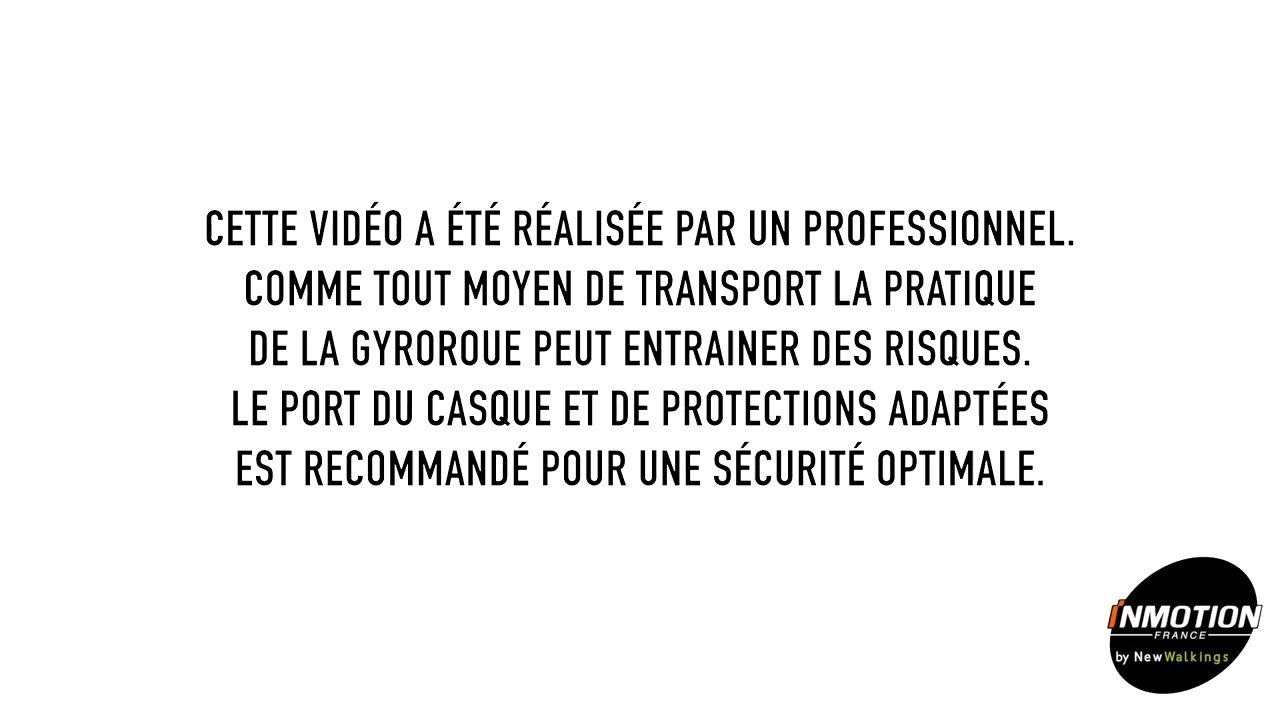 CETTE VIDÉO A ÉTÉ RÉALISÉE PAR UN PROFESSIONNEL.
COMME TOUT MOYEN DE TRANSPORT LA PRATIQUE
DE LA GYROROUE PEUT ENTRAINER DES RISQUES.
LE PORT DU CASQUE ET DE PROTECTIONS ADAPTÉES
EST RECOMMANDÉ POUR UNE SÉCURITÉ OPTIMALE.
INMOTION
FRANCE
by NewWalkings